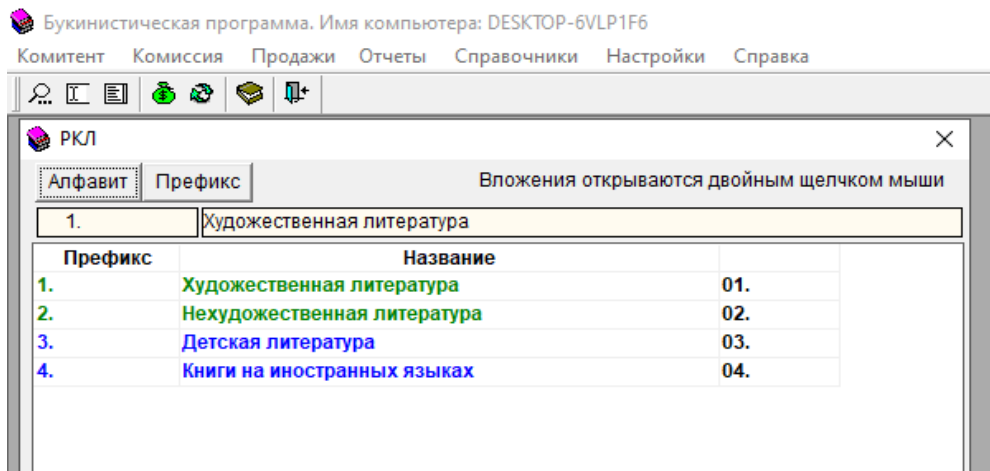 Букинистическая программа. Имя компьютера: DESKTOP-6VLP1F6
Комитент Комиссия Продажи Отчеты Справочники Настройки Справка
РКЛ
Алфавит Префикс Вложения открываются двойным щелчком мыши
1. Художественная литература
Префикс Название
1. Художественная литература 01.
2. Нехудожественная литература 02.
3. Детская литература 03.
4. Книги на иностранных языках 04.